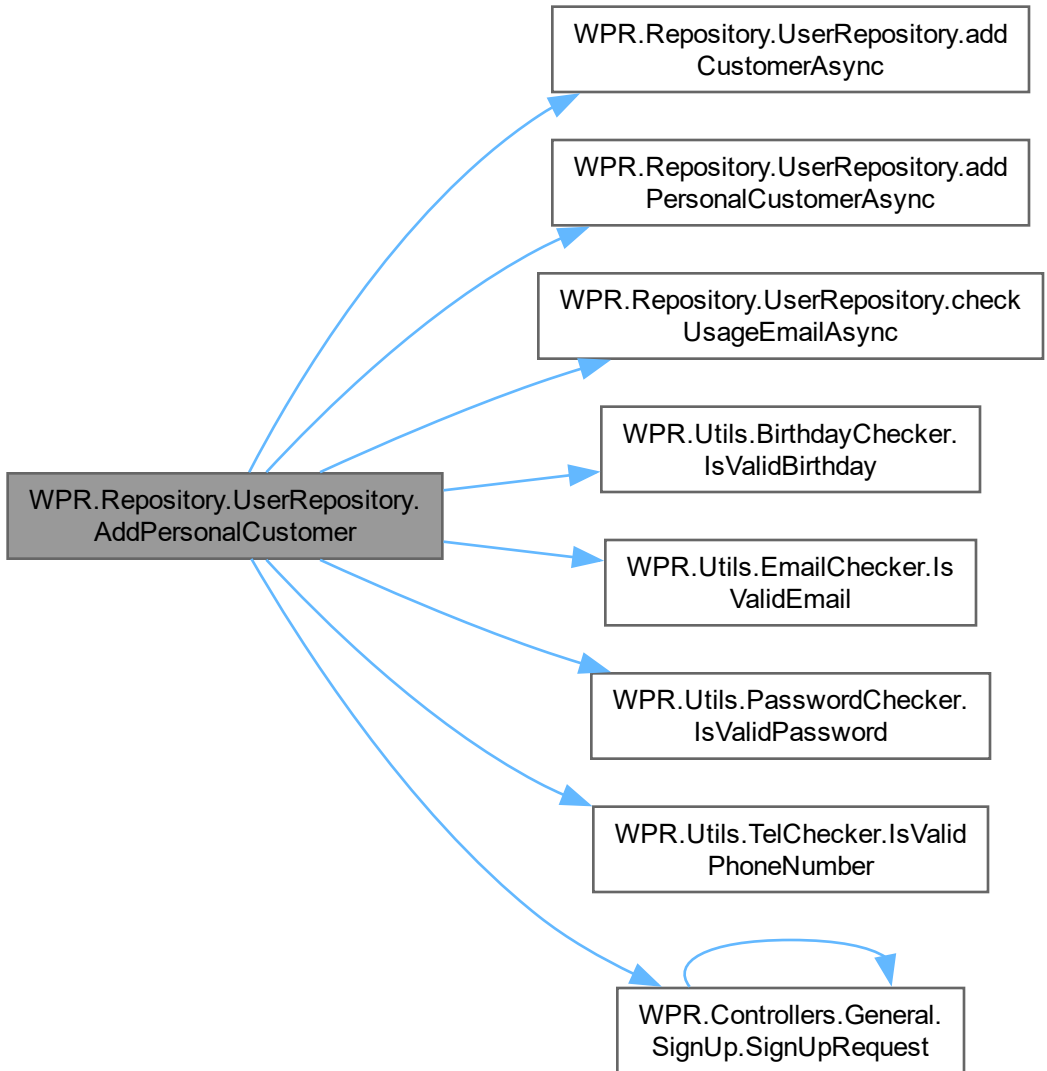 WPR.Repository.UserRepository.add
CustomerAsync
WPR.Repository.UserRepository.add
PersonalCustomerAsync
WPR.Repository.UserRepository.check
UsageEmailAsync
WPR.Utils.BirthdayChecker.
IsValidBirthday
WPR.Repository.UserRepository.
AddPersonalCustomer
WPR.Utils.EmailChecker.Is
ValidEmail
WPR.Utils.PasswordChecker.
IsValidPassword
WPR.Utils.TelChecker.IsValid
PhoneNumber
WPR.Controllers.General.
SignUp.SignUpRequest